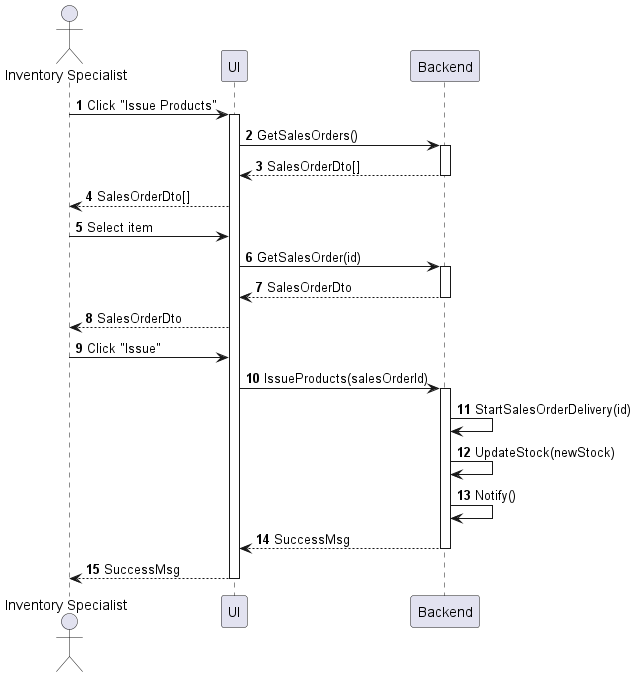 Inventory Specialist
UI
Backend
1 Click "Issue Products"
2 GetSalesOrders()
3 SalesOrderDto[]
4 SalesOrderDto[]
5 Select item
6 GetSalesOrder(id)
7 SalesOrderDto
8 SalesOrderDto
9 Click "Issue"
10 IssueProducts(salesOrderId)
11 StartSalesOrderDelivery(id)
12 UpdateStock(newStock)
13 Notify()
14 SuccessMsg
15 SuccessMsg
Inventory Specialist
UI
Backend